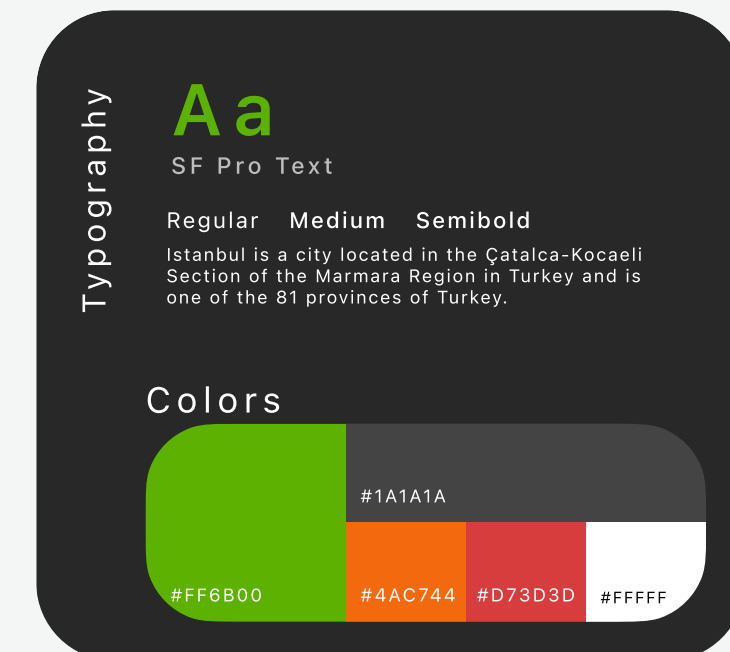 Typography
Aa
SF Pro Text
Regular Medium Semibold
Istanbul is a city located in the Çatalca-Kocaeli
Section of the Marmara Region in Turkey and is
one of the 81 provinces of Turkey.
Colors
#1A1A1A
#FF6B00 #4AC744 #D73D3D #FFFFF